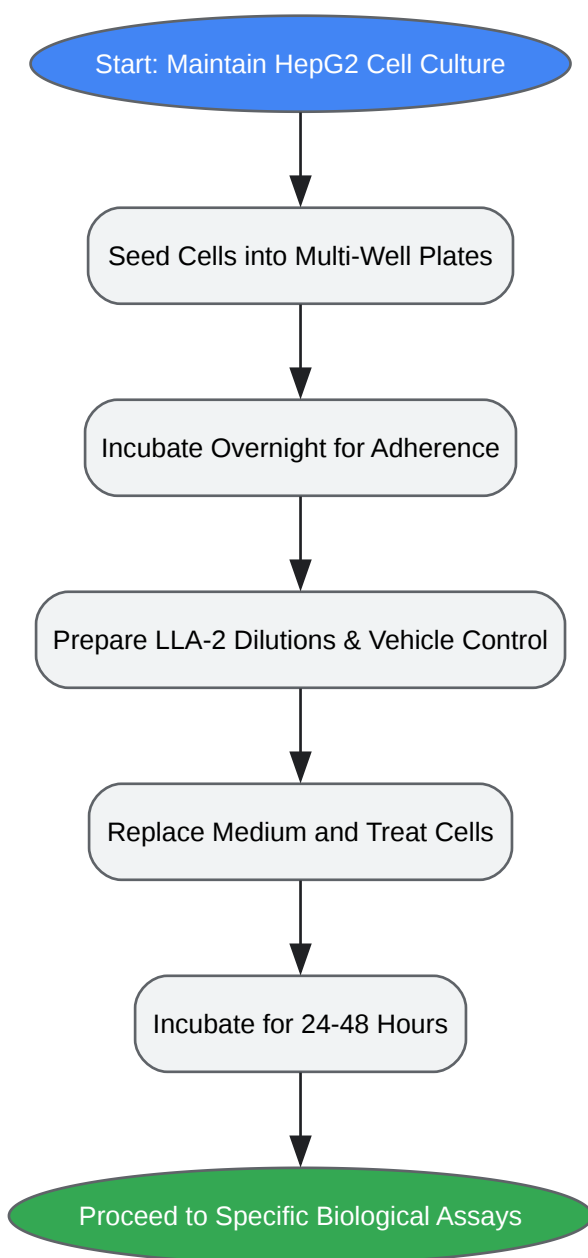 Start: Maintain HepG2 Cell Culture
Seed Cells into Multi-Well Plates
Incubate Overnight for Adherence
Prepare LLA-2 Dilutions & Vehicle Control
Replace Medium and Treat Cells
Incubate for 24-48 Hours
Proceed to Specific Biological Assays